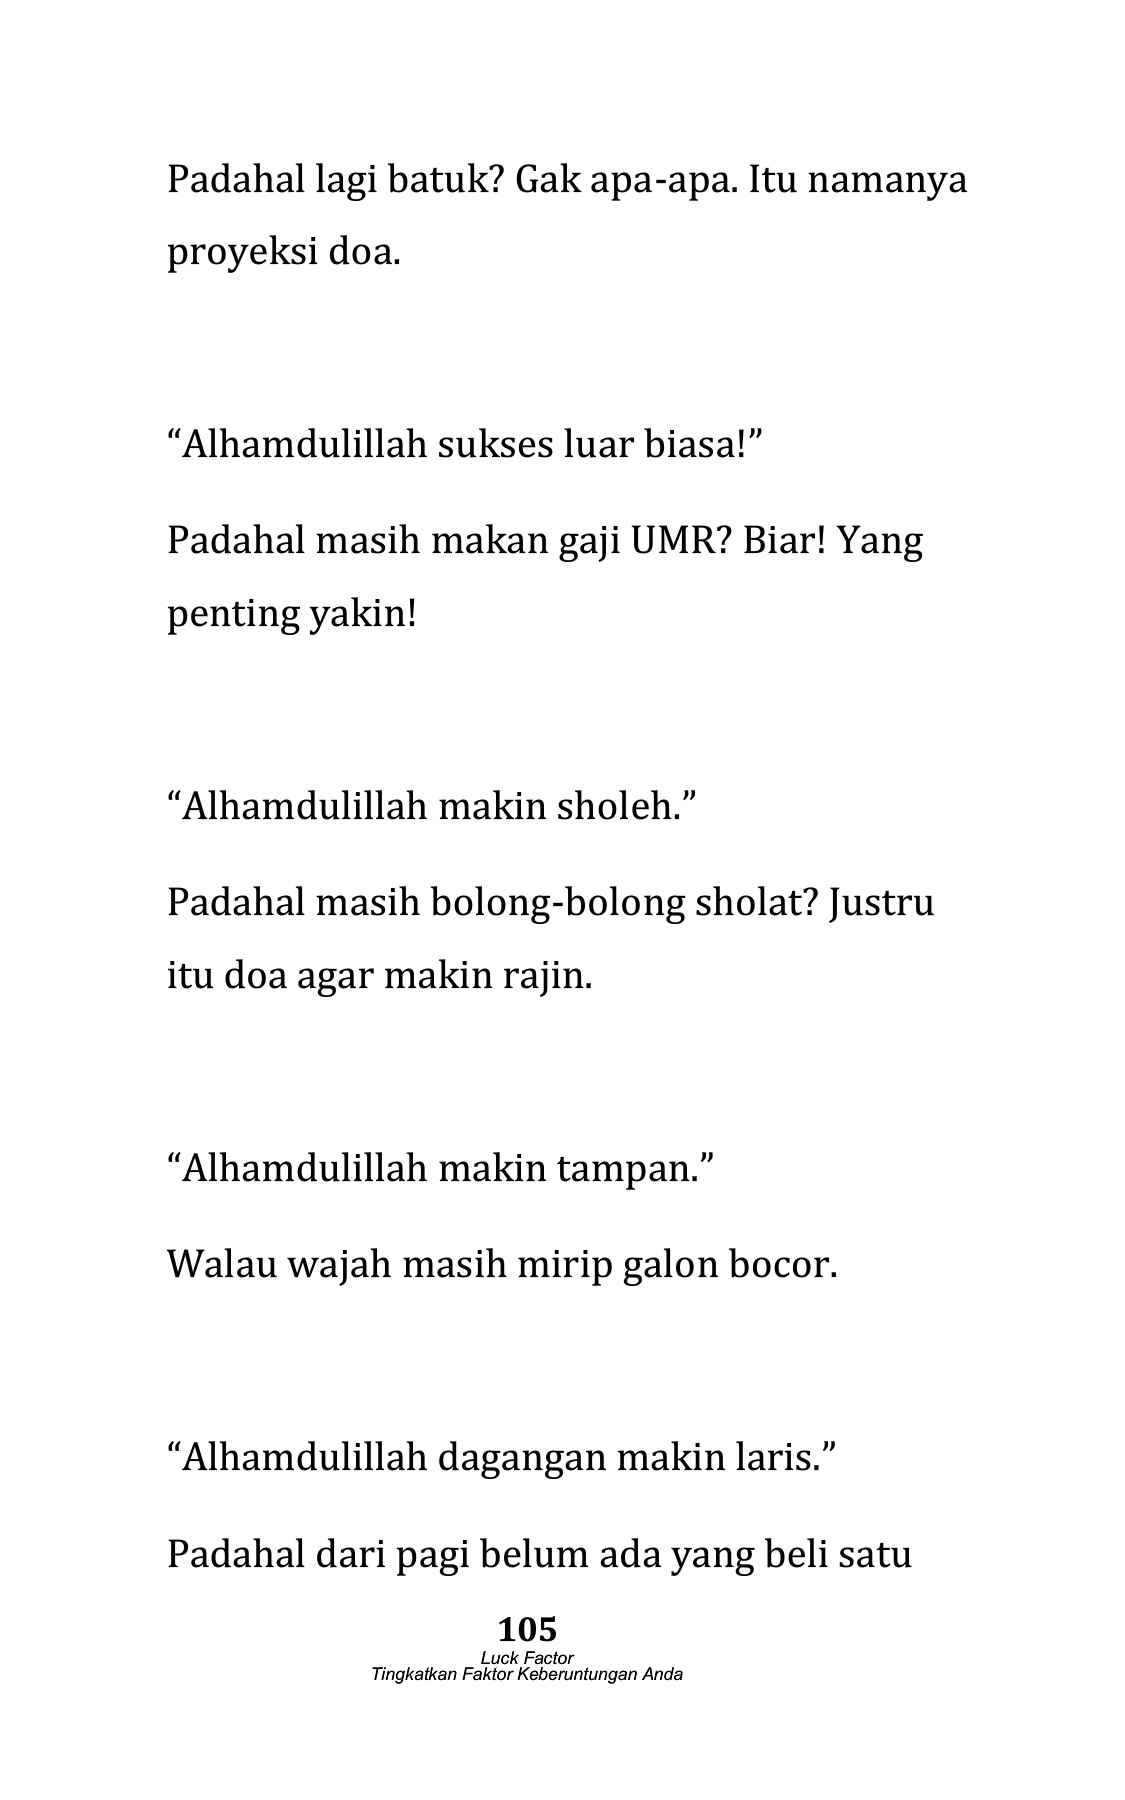 Padahal lagi batuk? Gak apa-apa. Itu namanya
proyeksi doa.
“Alhamdulillah sukses luar biasa!”
Padahal masih makan gaji UMR? Biar! Yang
penting yakin!
“Alhamdulillah makin sholeh.”
Padahal masih bolong-bolong sholat? Justru
itu doa agar makin rajin.
“Alhamdulillah makin tampan.”
Walau wajah masih mirip galon bocor.
“Alhamdulillah dagangan makin laris.”
Padahal dari pagi belum ada yang beli satu
105
Luck Factor
Tingkatkan Faktor Keberuntungan Anda